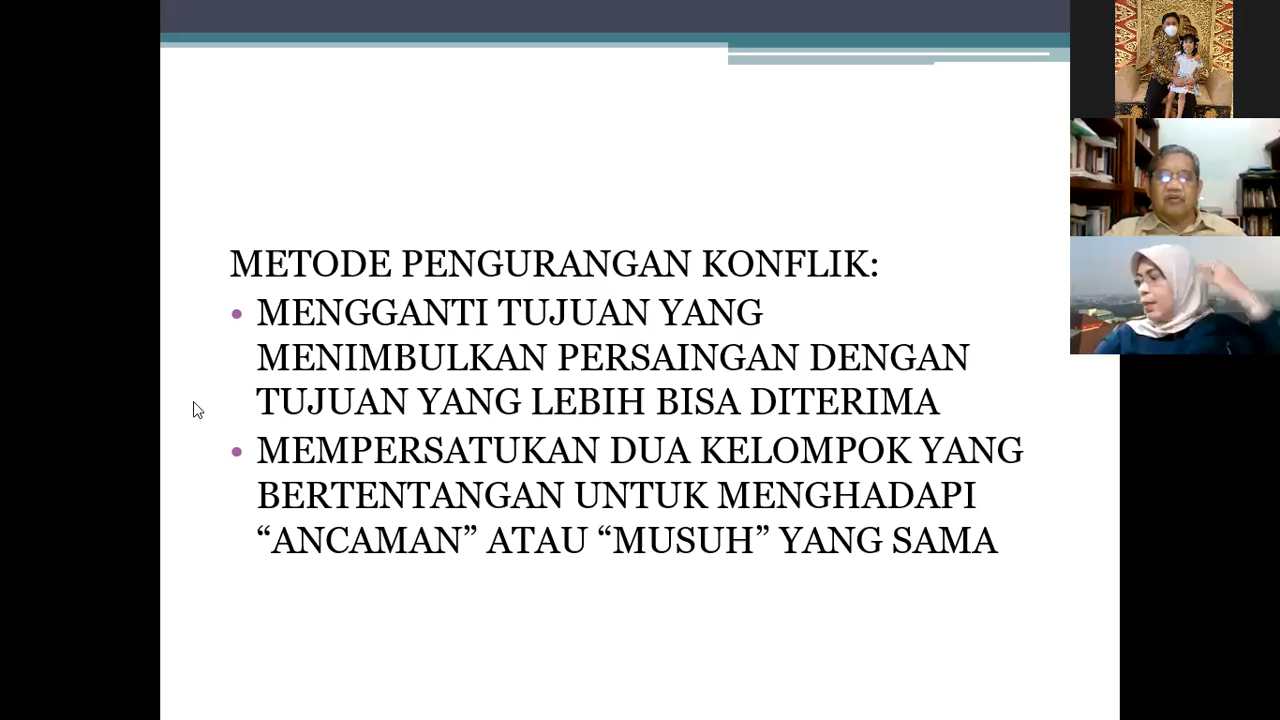 METODE PENGURANGAN KONFLIK:
• MENGGANTI TUJUAN YANG
MENIMBULKAN PERSAINGAN DENGAN
TUJUAN YANG LEBIH BISA DITERIMA
• MEMPERSATUKAN DUA KELOMPOK YANG
BERTENTANGAN UNTUK MENGHADAPI
“ANCAMAN” ATAU “MUSUH” YANG SAMA